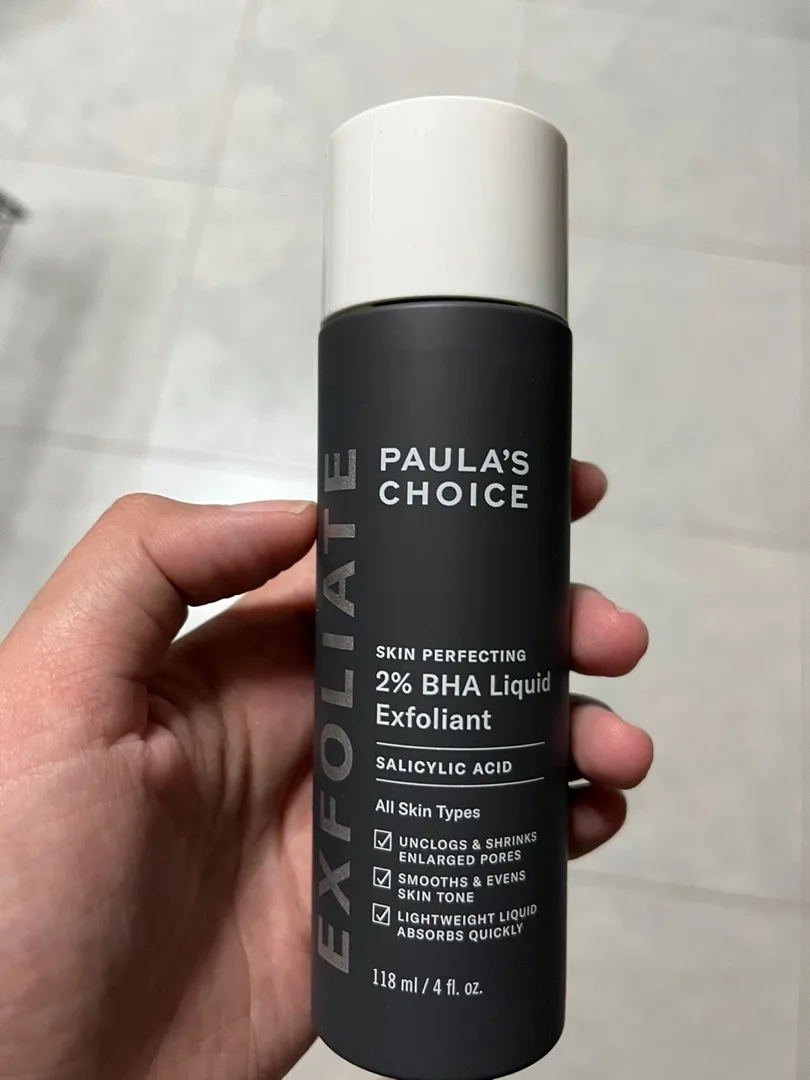 EXFOLIATE
PAULA'S
CHOICE
SKIN PERFECTING
2% BHA Liquid
Exfoliant
SALICYLIC ACID
All Skin Types
☑ UNCLOGS & SHRINKS
ENLARGED PORES
☑ SMOOTHS & EVENS
SKIN TONE
☑ LIGHTWEIGHT LIQUID
ABSORBS QUICKLY
118 ml / 4 fl. oz.